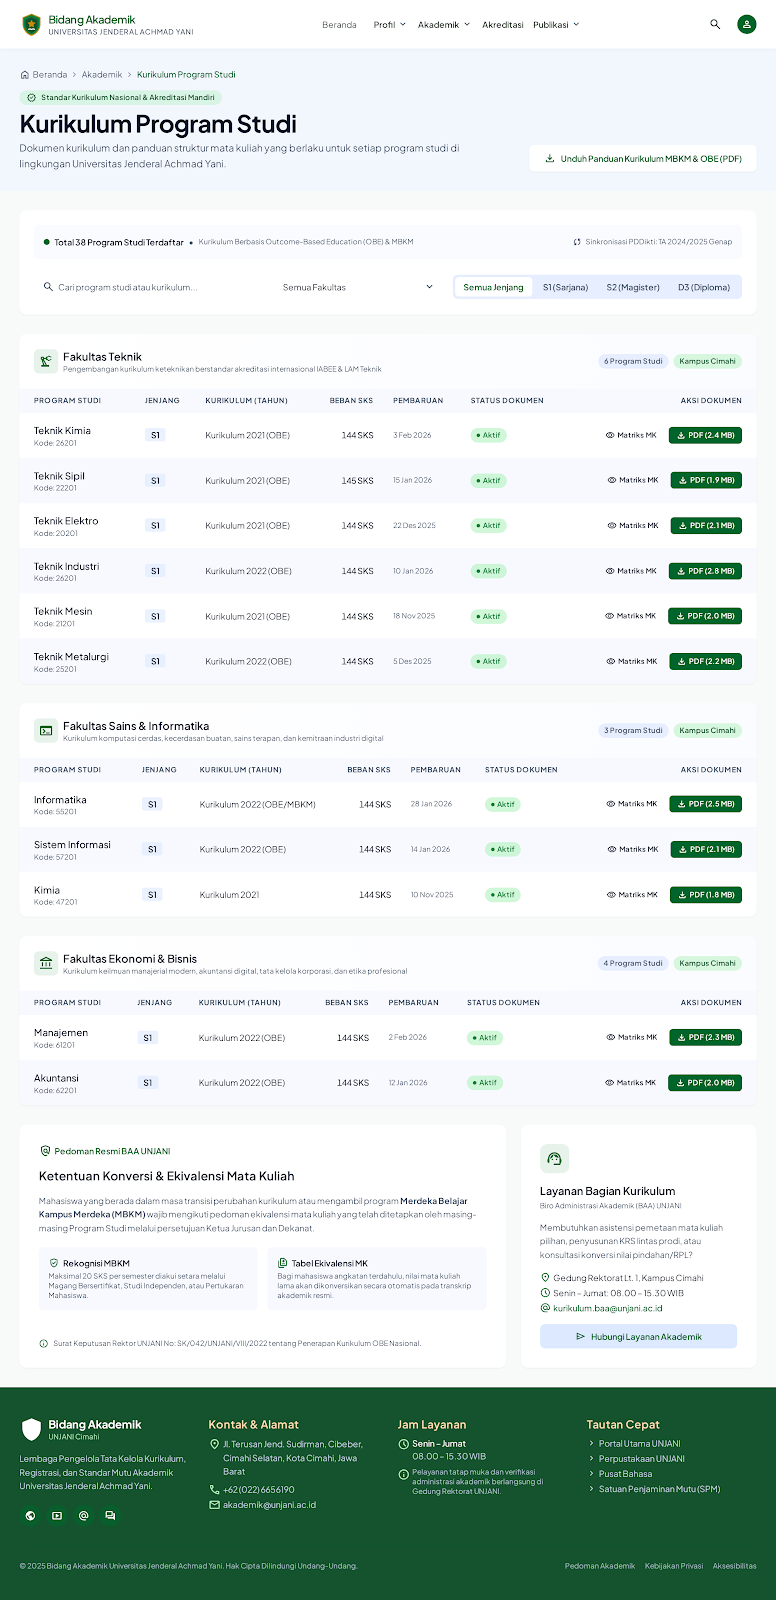 Bidang Akademik
UNIVERSITAS JENDERAL ACHMAD YANI
Beranda Profil Akademik Akreditasi Publikasi
Beranda > Akademik > Kurikulum Program Studi
Standar Kurikulum Nasional & Akreditasi Mandiri
Kurikulum Program Studi
Dokumen kurikulum dan panduan struktur mata kuliah yang berlaku untuk setiap program studi di
lingkungan Universitas Jenderal Achmad Yani.
Unduh Panduan Kurikulum MBKM & OBE (PDF)
Total 38 Program Studi Terdaftar • Kurikulum Berbasis Outcome-Based Education (OBE) & MBKM
Sinkronisasi PDDikti: TA 2024/2025 Genap
Cari program studi atau kurikulum...
Semua Fakultas
Semua Jenjang S1 (Sarjana) S2 (Magister) D3 (Diploma)
Fakultas Teknik
Pengembangan kurikulum keteknikan berstandar akreditasi internasional IABEE & LAM Teknik
6 Program Studi Kampus Cimahi
PROGRAM STUDI JENJANG KURIKULUM (TAHUN) BEBAN SKS PEMBARUAN STATUS DOKUMEN AKSI DOKUMEN
Teknik Kimia S1 Kurikulum 2021 (OBE) 144 SKS 3 Feb 2026 Aktif Matriks MK PDF (2.4 MB)
Kode: 26201
Teknik Sipil S1 Kurikulum 2021 (OBE) 145 SKS 15 Jan 2026 Aktif Matriks MK PDF (1.9 MB)
Kode: 22201
Teknik Elektro S1 Kurikulum 2021 (OBE) 144 SKS 22 Des 2025 Aktif Matriks MK PDF (2.1 MB)
Kode: 20201
Teknik Industri S1 Kurikulum 2022 (OBE) 144 SKS 10 Jan 2026 Aktif Matriks MK PDF (2.8 MB)
Kode: 26201
Teknik Mesin S1 Kurikulum 2021 (OBE) 144 SKS 18 Nov 2025 Aktif Matriks MK PDF (2.0 MB)
Kode: 21201
Teknik Metalurgi S1 Kurikulum 2022 (OBE) 144 SKS 5 Des 2025 Aktif Matriks MK PDF (2.2 MB)
Kode: 25201
Fakultas Sains & Informatika
Kurikulum komputasi cerdas, kecerdasan buatan, sains terapan, dan kemitraan industri digital
3 Program Studi Kampus Cimahi
PROGRAM STUDI JENJANG KURIKULUM (TAHUN) BEBAN SKS PEMBARUAN STATUS DOKUMEN AKSI DOKUMEN
Informatika S1 Kurikulum 2022 (OBE/MBKM) 144 SKS 28 Jan 2026 Aktif Matriks MK PDF (2.5 MB)
Kode: 55201
Sistem Informasi S1 Kurikulum 2022 (OBE) 144 SKS 14 Jan 2026 Aktif Matriks MK PDF (2.1 MB)
Kode: 57201
Kimia S1 Kurikulum 2021 144 SKS 10 Nov 2025 Aktif Matriks MK PDF (1.8 MB)
Kode: 47201
Fakultas Ekonomi & Bisnis
Kurikulum keilmuan manajerial modern, akuntansi digital, tata kelola korporasi, dan etika profesional
4 Program Studi Kampus Cimahi
PROGRAM STUDI JENJANG KURIKULUM (TAHUN) BEBAN SKS PEMBARUAN STATUS DOKUMEN AKSI DOKUMEN
Manajemen S1 Kurikulum 2022 (OBE) 144 SKS 2 Feb 2026 Aktif Matriks MK PDF (2.3 MB)
Kode: 61201
Akuntansi S1 Kurikulum 2022 (OBE) 144 SKS 12 Jan 2026 Aktif Matriks MK PDF (2.0 MB)
Kode: 62201
Pedoman Resmi BAA UNJANI
Ketentuan Konversi & Ekivalensi Mata Kuliah
Mahasiswa yang berada dalam masa transisi perubahan kurikulum atau mengambil program Merdeka Belajar
Kampus Merdeka (MBKM) wajib mengikuti pedoman ekivalensi mata kuliah yang telah ditetapkan oleh masing-
masing Program Studi melalui persetujuan Ketua Jurusan dan Dekanat.
Rekognisi MBKM
Maksimal 20 SKS per semester diakui setara melalui
Magang Bersertifikat, Studi Independen, atau Pertukaran
Mahasiswa.
Tabel Ekivalensi MK
Bagi mahasiswa angkatan terdahulu, nilai mata kuliah
lama akan dikonversikan secara otomatis pada transkrip
akademik resmi.
Surat Keputusan Rektor UNJANI No: SK/042/UNJANI/VIII/2022 tentang Penerapan Kurikulum OBE Nasional.
Layanan Bagian Kurikulum
Biro Administrasi Akademik (BAA) UNJANI
Membutuhkan asistensi pemetaan mata kuliah
pilihan, penyusunan KRS lintas prodi, atau
konsultasi konversi nilai pindahan/RPL?
Gedung Rektorat Lt. 1, Kampus Cimahi
Senin - Jumat: 08.00 - 15.30 WIB
kurikulum.baa@unjani.ac.id
Hubungi Layanan Akademik
Bidang Akademik
UNJANI Cimahi
Lembaga Pengelola Tata Kelola Kurikulum,
Registrasi, dan Standar Mutu Akademik
Universitas Jenderal Achmad Yani.
Kontak & Alamat
Jl. Terusan Jend. Sudirman, Cibeber,
Cimahi Selatan, Kota Cimahi, Jawa
Barat
+62 (022) 6656190
akademik@unjani.ac.id
Jam Layanan
Senin - Jumat
08.00 - 15.30 WIB
Pelayanan tatap muka dan verifikasi
administrasi akademik berlangsung di
Gedung Rektorat UNJANI.
Tautan Cepat
Portal Utama UNJANI
Perpustakaan UNJANI
Pusat Bahasa
Satuan Penjaminan Mutu (SPM)
© 2025 Bidang Akademik Universitas Jenderal Achmad Yani. Hak Cipta Dilindungi Undang-Undang.
Pedoman Akademik Kebijakan Privasi Aksesibilitas